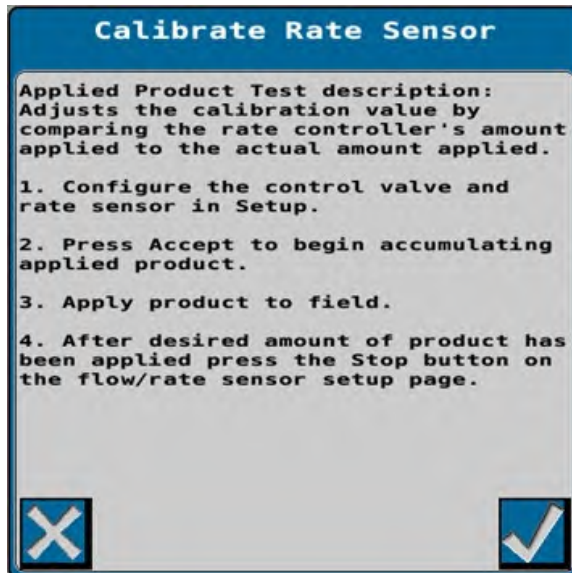 Calibrate Rate Sensor
Applied Product Test description:
Adjusts the calibration value by
comparing the rate controller's amount
applied to the actual amount applied.
1. Configure the control valve and
rate sensor in Setup.
2. Press Accept to begin accumulating
applied product.
3. Apply product to field.
4. After desired amount of product has
been applied press the Stop button on
the flow/rate sensor setup page.